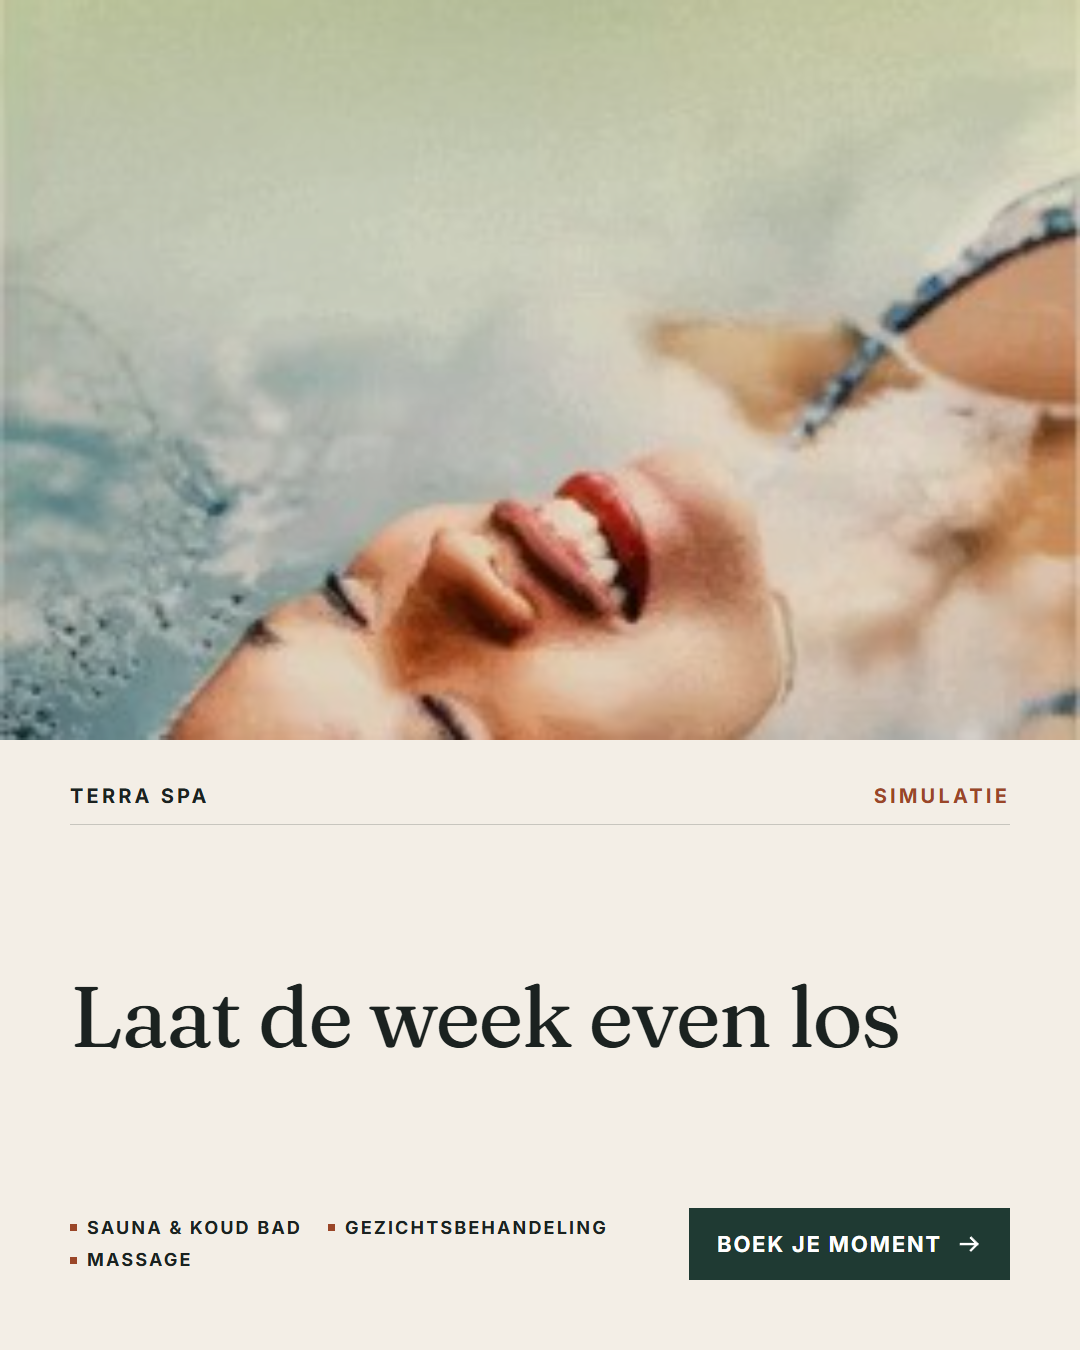 TERRA SPA
SIMULATIE
Laat de week even los
SAUNA & KOUD BAD
GEZICHTSBEHANDELING
MASSAGE
BOEK JE MOMENT →